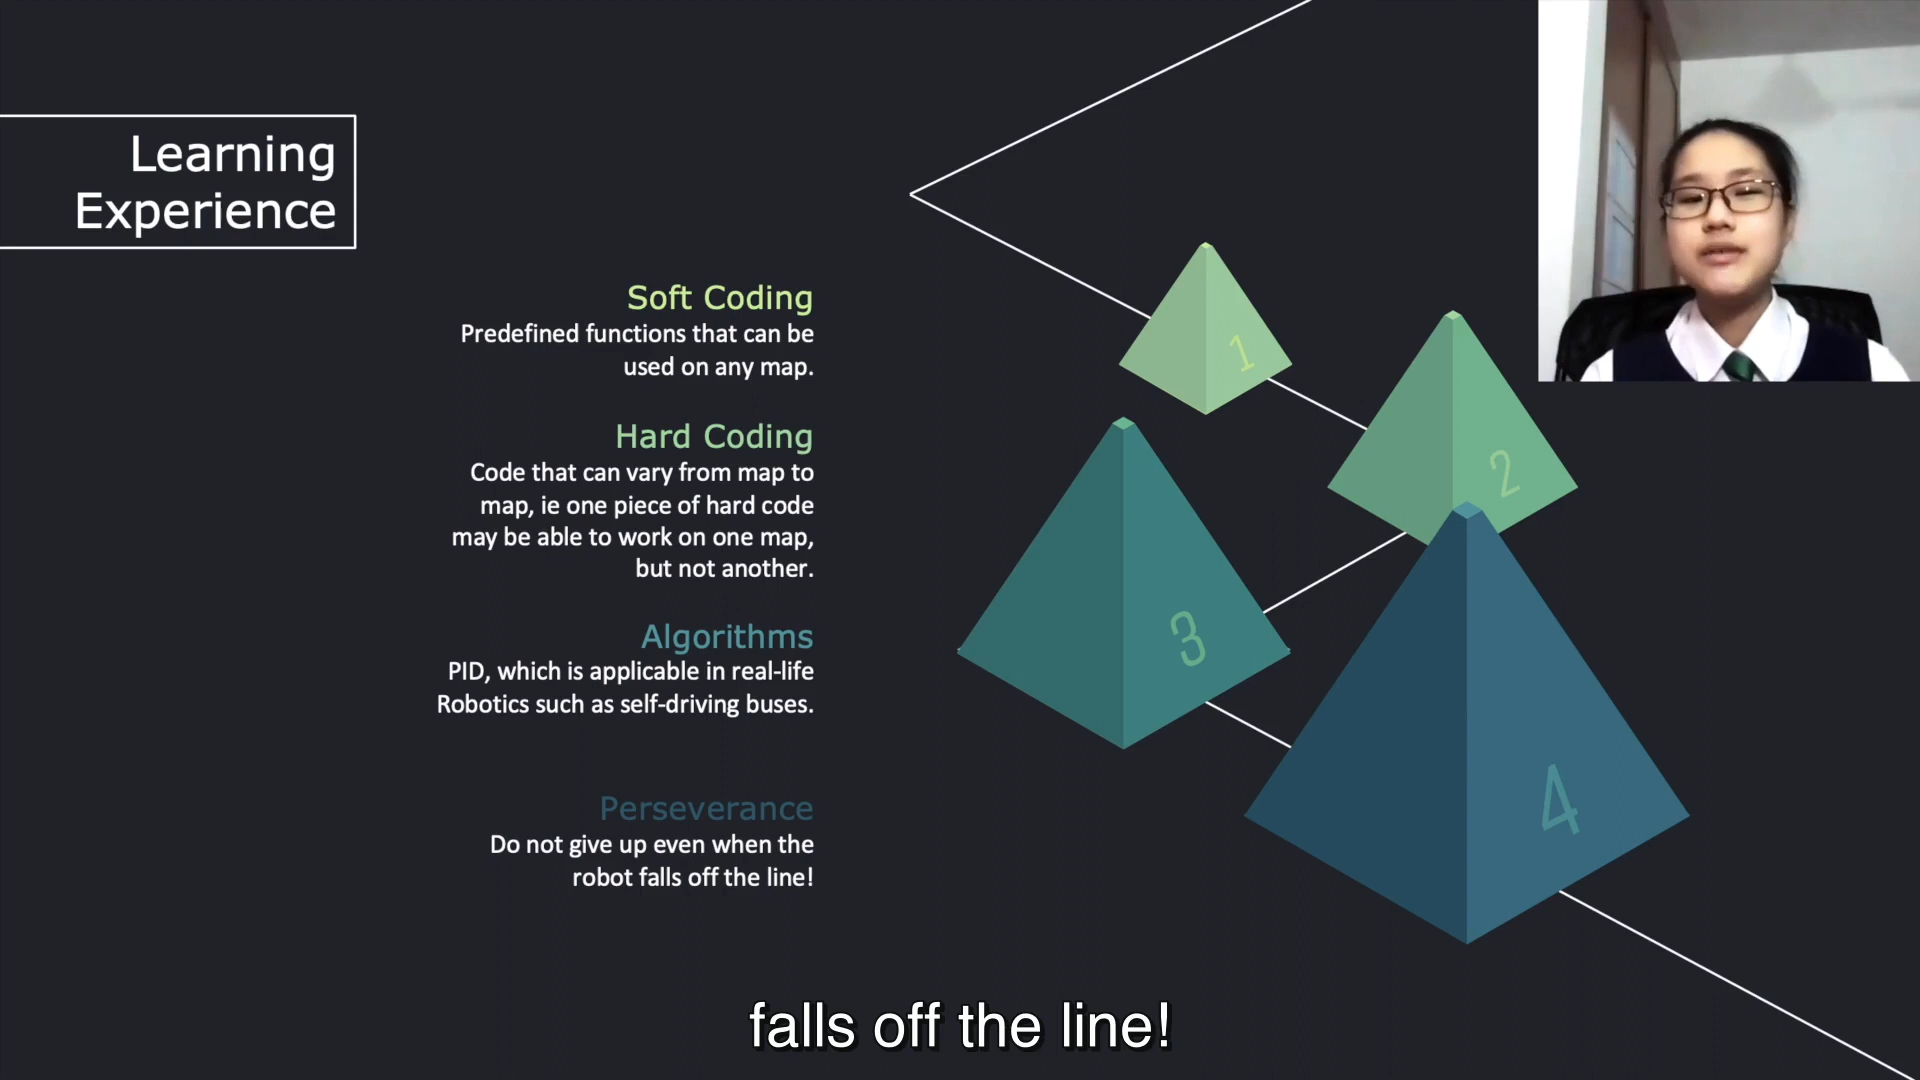 Learning
Experience
Soft Coding
Predefined functions that can be
used on any map.
Hard Coding
Code that can vary from map to
map, ie one piece of hard code
may be able to work on one map,
but not another.
Algorithms
PID, which is applicable in real-life
Robotics such as self-driving buses.
Perseverance
Do not give up even when the
robot falls off the line!
1
2
3
4
falls off the line!